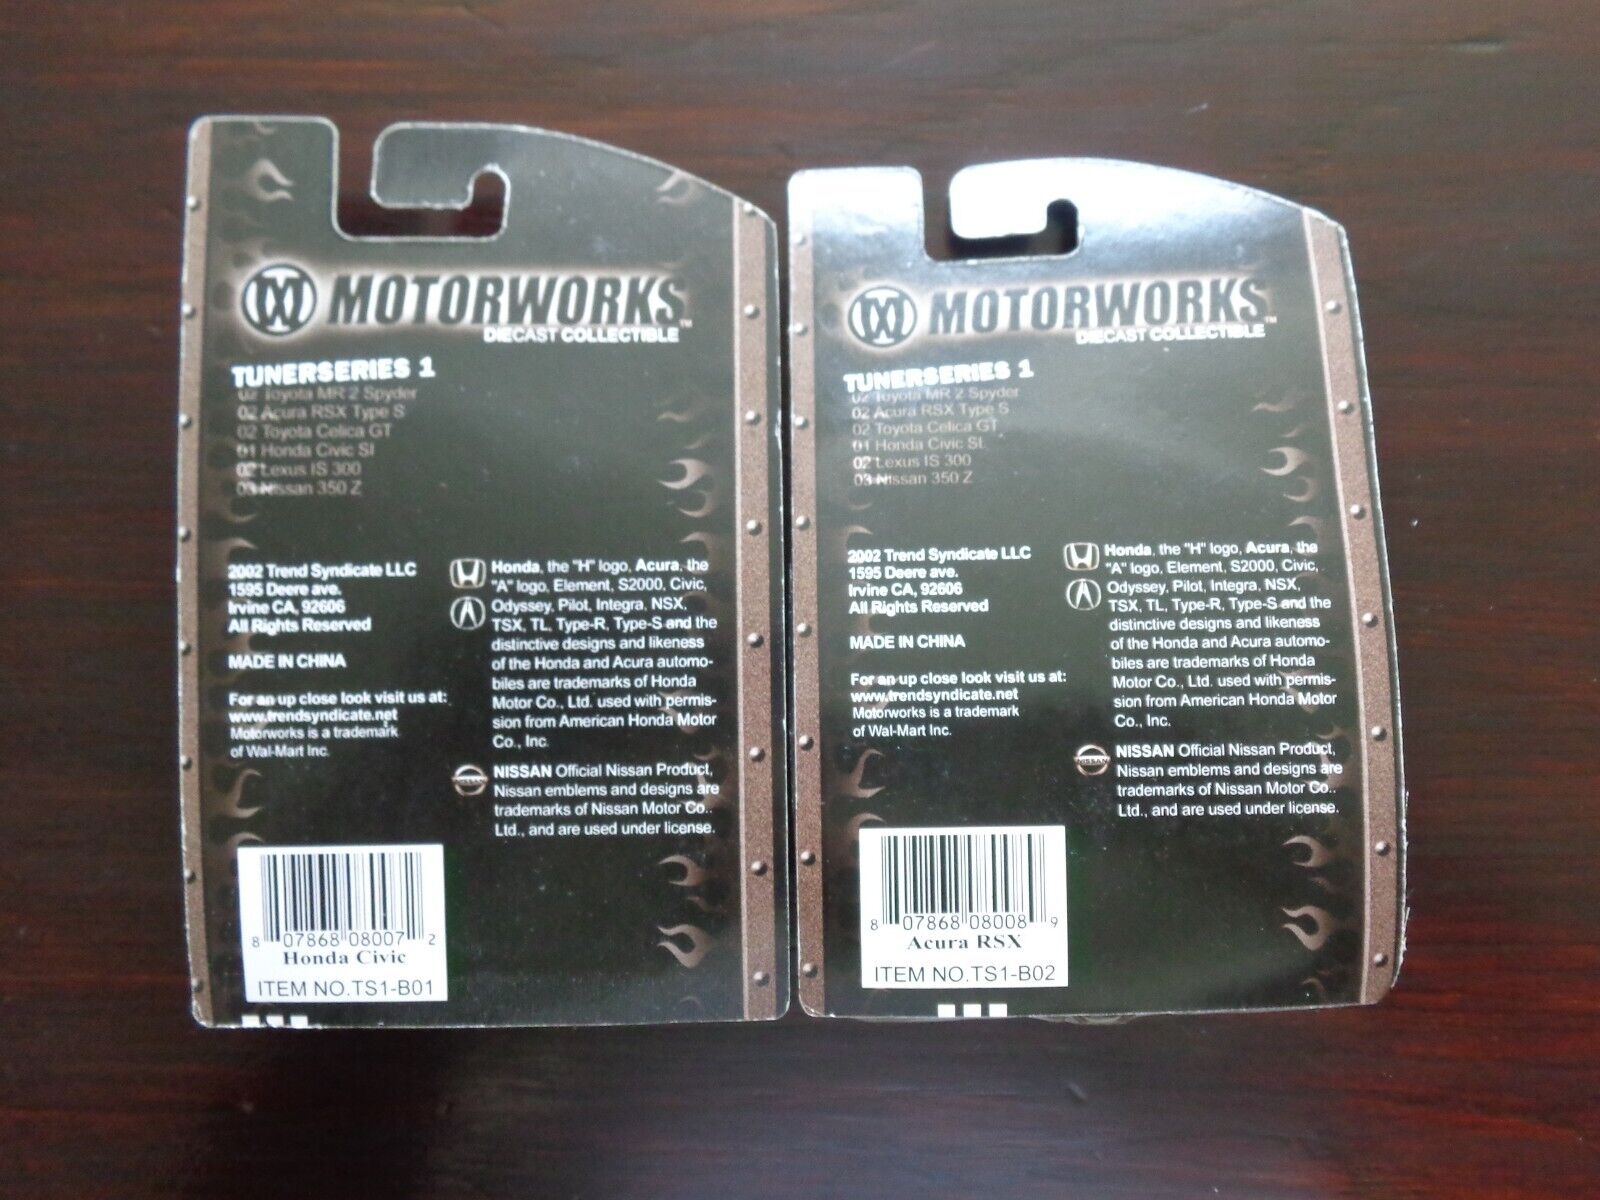 MW MOTORWORKS™
DIECAST COLLECTIBLE
TUNERSERIES 1
02 Toyota MR 2 Spyder
02 Acura RSX Type S
02 Toyota Celica GT
01 Honda Civic SI
02 Lexus IS 300
03 Nissan 350 Z
2002 Trend Syndicate LLC
1595 Deere ave.
Irvine CA, 92606
All Rights Reserved
MADE IN CHINA
For an up close look visit us at:
www.trendsyndicate.net
Motorworks is a trademark
of Wal-Mart Inc.
Honda, the "H" logo, Acura, the
"A" logo, Element, S2000, Civic,
Odyssey, Pilot, Integra, NSX,
TSX, TL, Type-R, Type-S and the
distinctive designs and likeness
of the Honda and Acura automo-
biles are trademarks of Honda
Motor Co., Ltd. used with permis-
sion from American Honda Motor
Co., Inc.
NISSAN
NISSAN Official Nissan Product,
Nissan emblems and designs are
trademarks of Nissan Motor Co..
Ltd., and are used under license.
8 07868 08007 2
Honda Civic
ITEM NO.TS1-B01
MW MOTORWORKS™
DIECAST COLLECTIBLE
TUNERSERIES 1
02 Toyota MR 2 Spyder
02 Acura RSX Type S
02 Toyota Celica GT
01 Honda Civic SI.
02 Lexus IS 300
03 Nissan 350 Z
2002 Trend Syndicate LLC
1595 Deere ave.
Irvine CA, 92606
All Rights Reserved
MADE IN CHINA
For an up close look visit us at:
www.trendsyndicate.net
Motorworks is a trademark
of Wal-Mart Inc.
Honda, the "H" logo, Acura, the
"A" logo, Element, S2000, Civic,
Odyssey, Pilot, Integra, NSX,
TSX, TL, Type-R, Type-S and the
distinctive designs and likeness
of the Honda and Acura automo-
biles are trademarks of Honda
Motor Co., Ltd. used with permis-
sion from American Honda Motor
Co., Inc.
NISSAN
NISSAN Official Nissan Product,
Nissan emblems and designs are
trademarks of Nissan Motor Co..
Ltd., and are used under license.
8 07868 08008 9
Acura RSX
ITEM NO.TS1-B02